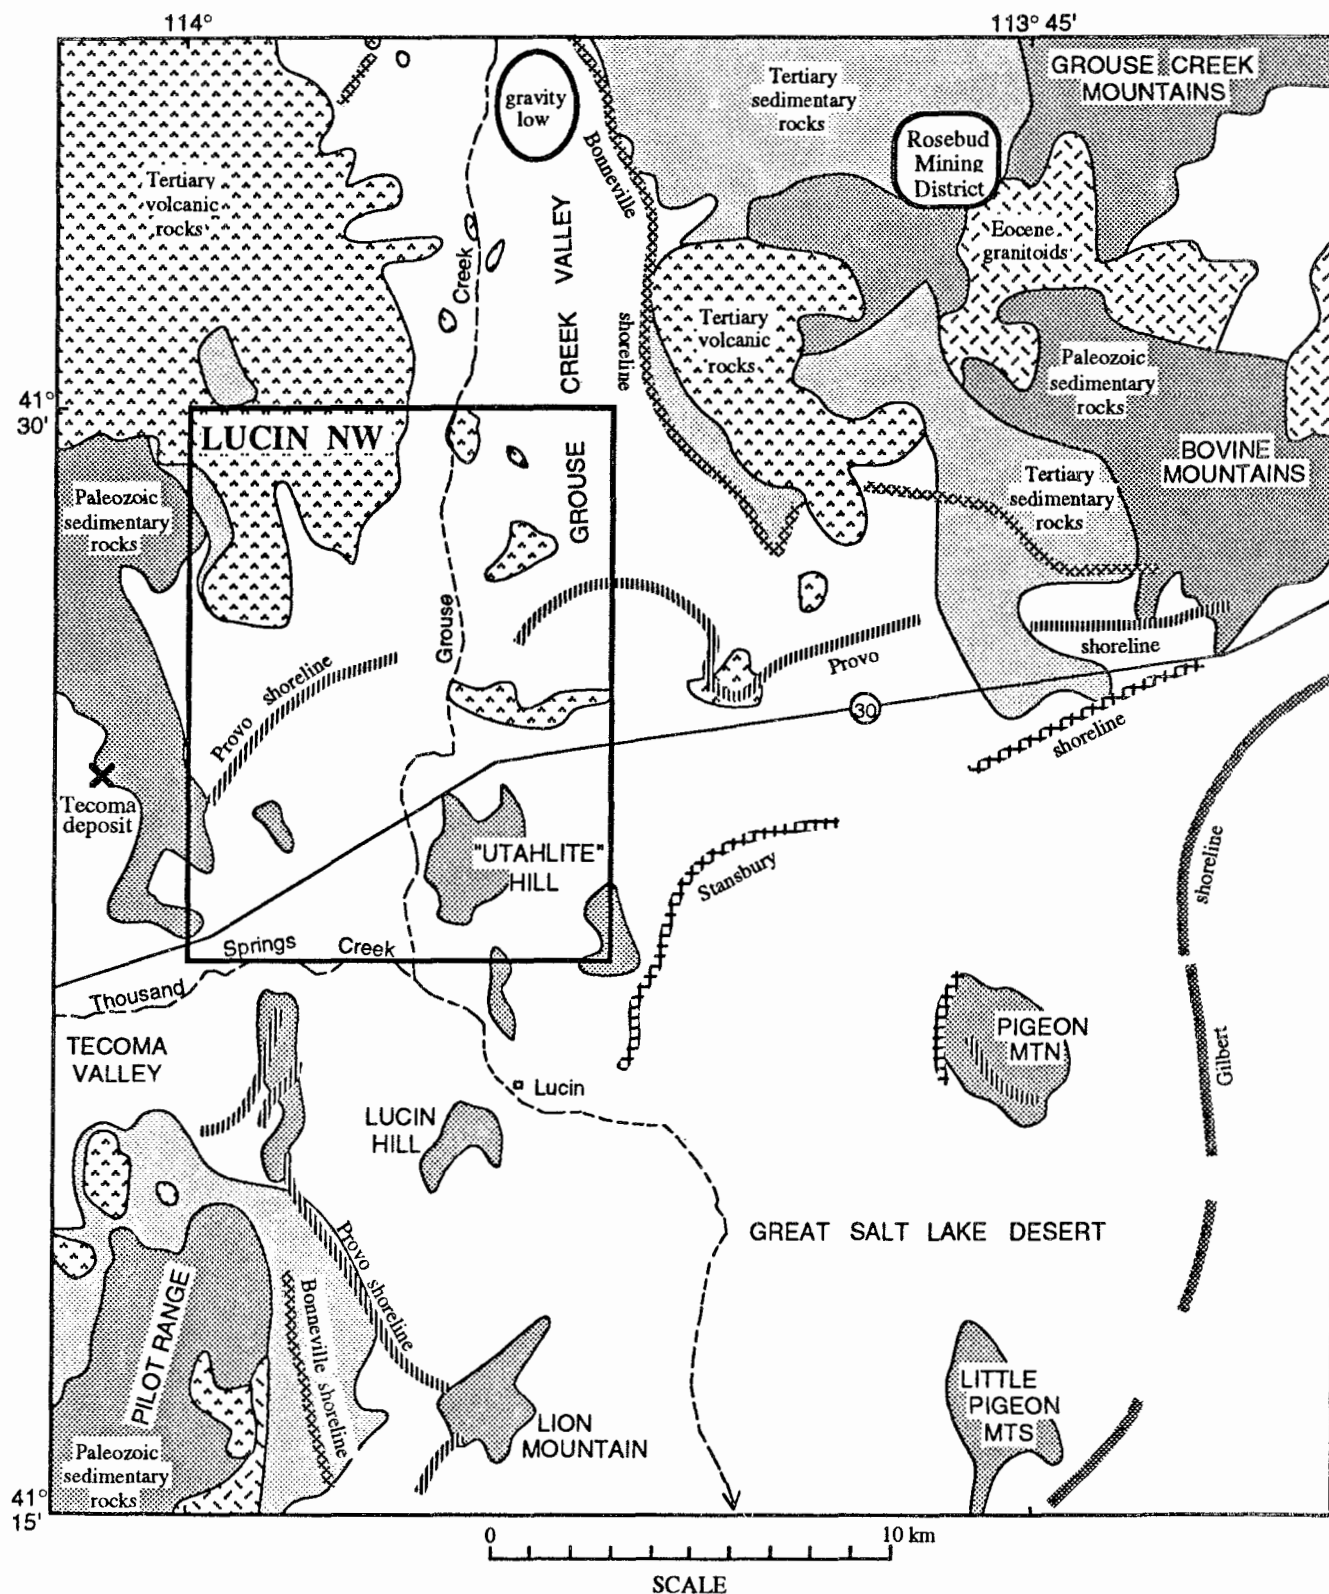 114°
113° 45'
GROUSE CREEK
MOUNTAINS
gravity
low
Tertiary
sedimentary
rocks
Rosebud
Mining
District
Bonneville
shoreline
Tertiary
volcanic
rocks
Creek
CREEK VALLEY
GROUSE
Eocene
granitoids
Tertiary
volcanic
rocks
Paleozoic
sedimentary
rocks
41°
30'
LUCIN NW
BOVINE
MOUNTAINS
Paleozoic
sedimentary
rocks
Tertiary
sedimentary
rocks
Grouse
Provo shoreline
Provo
shoreline
30
shoreline
Tecoma
deposit
"UTAHLITE"
HILL
Stansbury
shoreline
Gilbert
Thousand Springs Creek
TECOMA
VALLEY
PIGEON
MTN
Lucin
LUCIN
HILL
GREAT SALT LAKE DESERT
Provo shoreline
Bonneville shoreline
PILOT RANGE
LITTLE
PIGEON
MTS
LION
MOUNTAIN
Paleozoic
sedimentary
rocks
41°
15'
0 10 km
SCALE